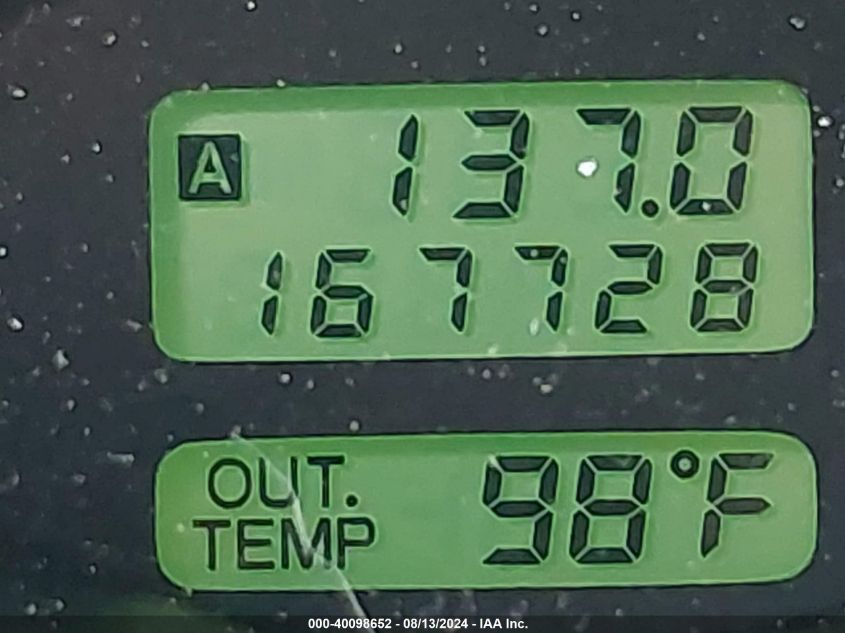 A 137.0
167728
OUT. 98°F
TEMP
000-40098652 - 08/13/2024 - IAA Inc.